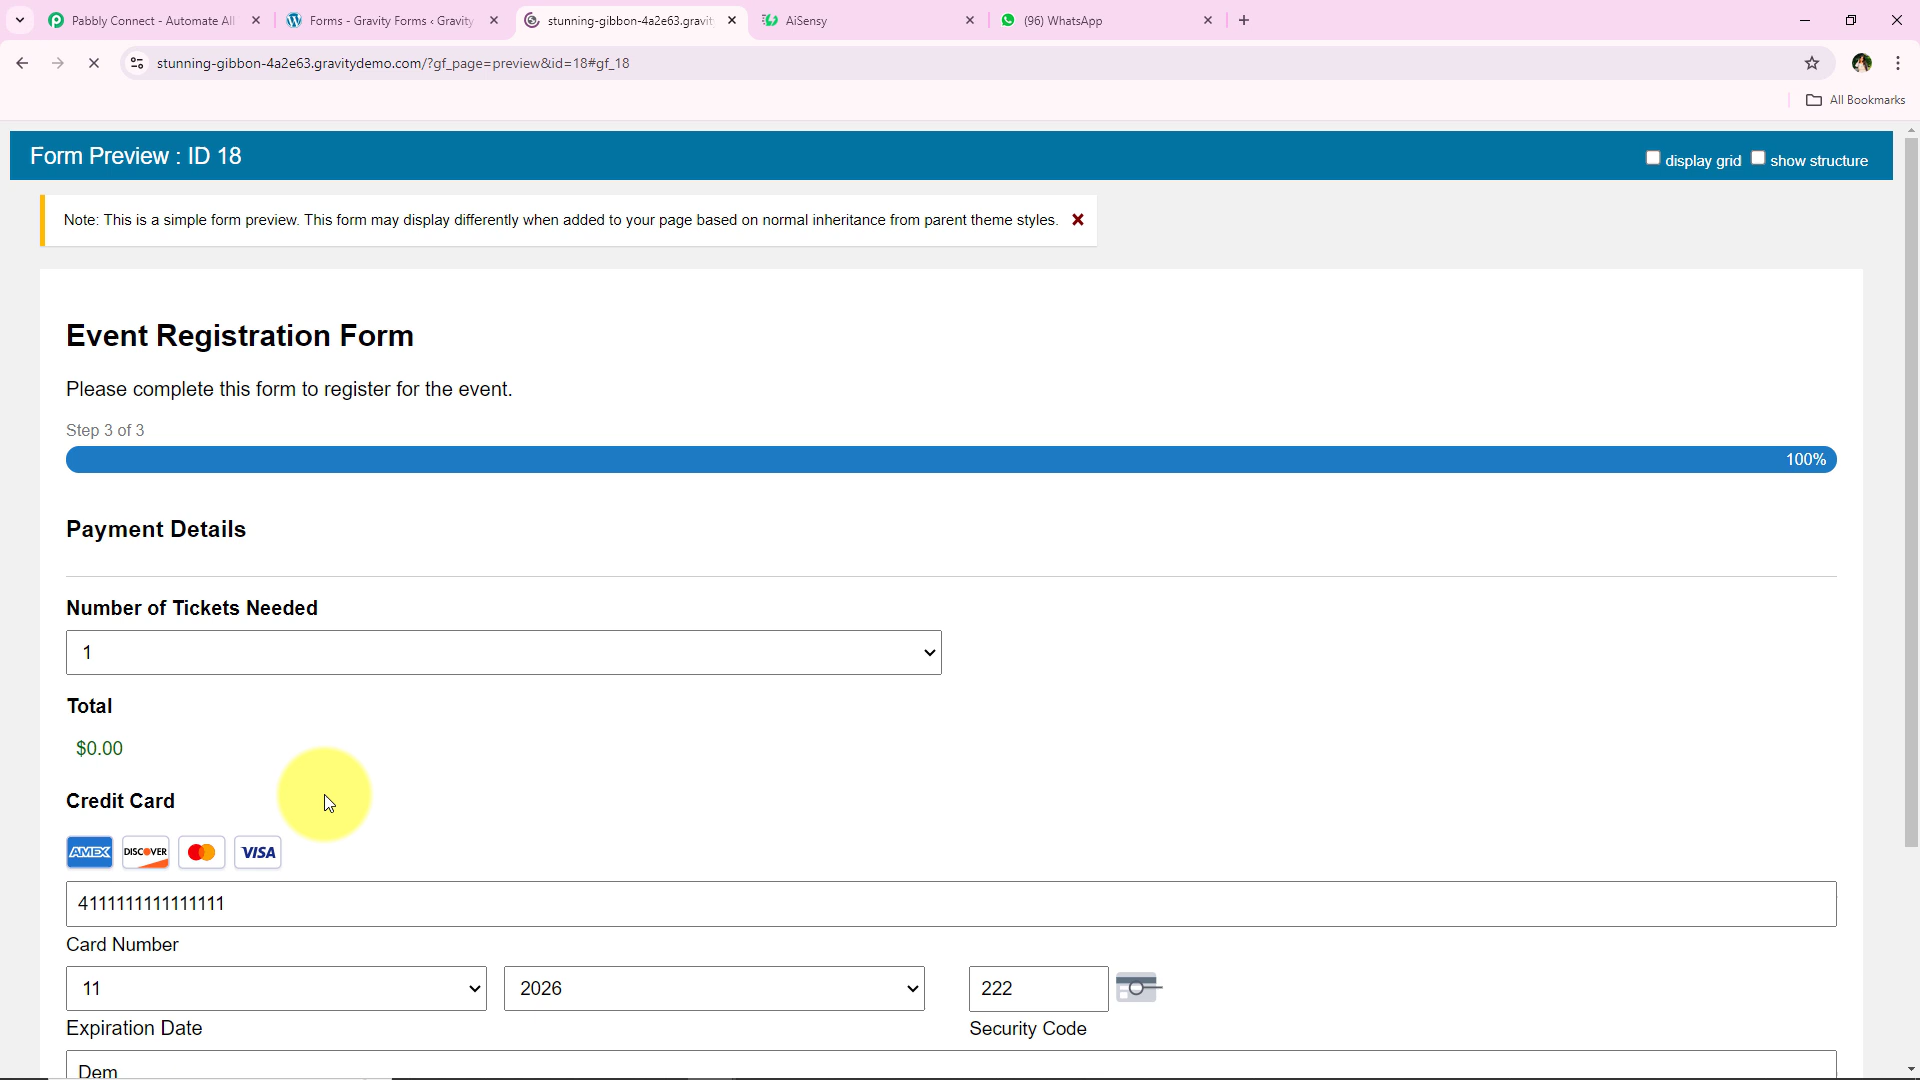 Pabbly Connect - Automate All
Forms - Gravity Forms ‹ Gravity
stunning-gibbon-4a2e63.gravit
AiSensy
(96) WhatsApp
stunning-gibbon-4a2e63.gravitydemo.com/?gf_page=preview&id=18#gf_18
All Bookmarks
Form Preview : ID 18
display grid
show structure
Note: This is a simple form preview. This form may display differently when added to your page based on normal inheritance from parent theme styles.
Event Registration Form
Please complete this form to register for the event.
Step 3 of 3
100%
Payment Details
Number of Tickets Needed
1
Total
$0.00
Credit Card
AMEX DISCOVER VISA
4111111111111111
Card Number
11
2026
222
Expiration Date
Security Code
Dem